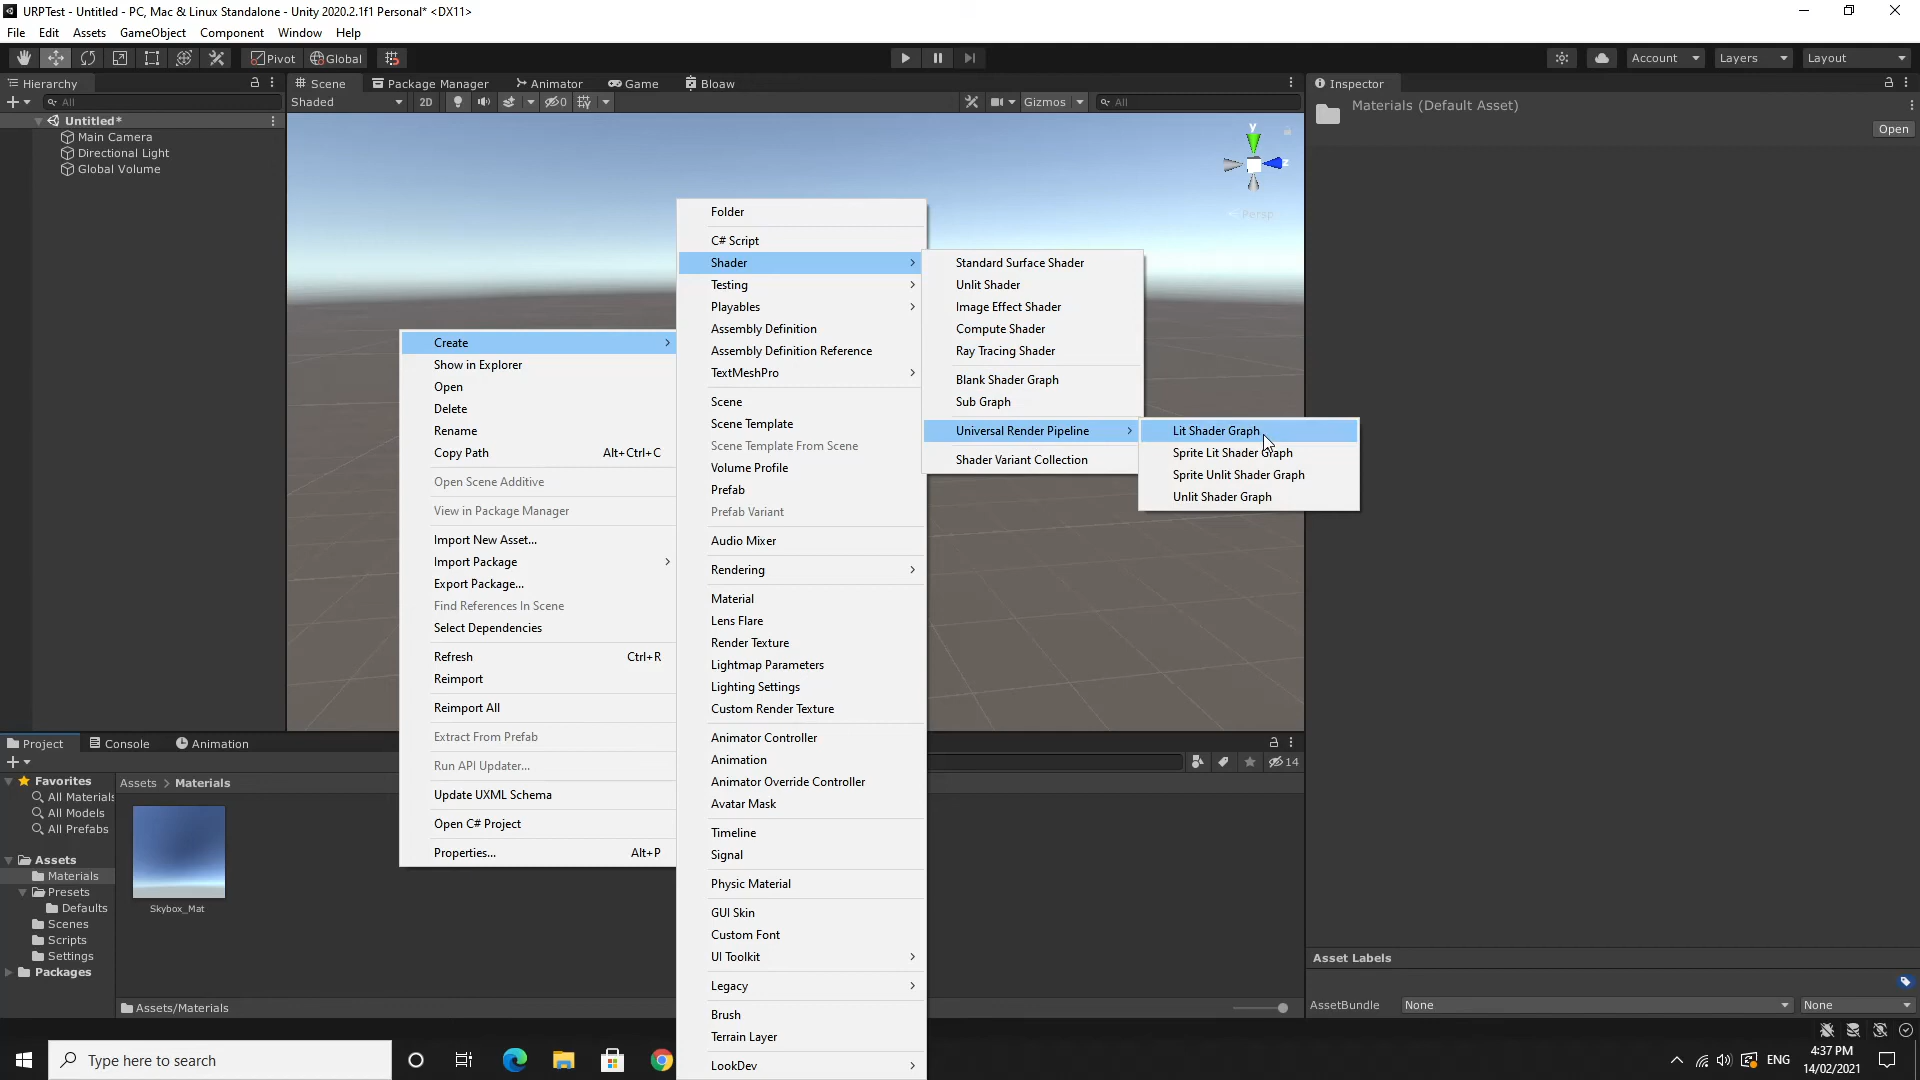 URPTest - Untitled - PC, Mac & Linux Standalone - Unity 2020.2.1f1 Personal* <DX11>
File Edit Assets GameObject Component Window Help
Pivot Global Account Layers Layout
Hierarchy
All
Untitled*
Main Camera
Directional Light
Global Volume
Scene Package Manager Animator Game Bloaw
Shaded 2D 0 Gizmos All
y
z
Persp
Inspector
Materials (Default Asset)
Open
Create
Show in Explorer
Open
Delete
Rename
Copy Path Alt+Ctrl+C
Open Scene Additive
View in Package Manager
Import New Asset...
Import Package
Export Package...
Find References In Scene
Select Dependencies
Refresh Ctrl+R
Reimport
Reimport All
Extract From Prefab
Run API Updater...
Update UXML Schema
Open C# Project
Properties... Alt+P
Folder
C# Script
Shader
Testing
Playables
Assembly Definition
Assembly Definition Reference
TextMeshPro
Scene
Scene Template
Scene Template From Scene
Volume Profile
Prefab
Prefab Variant
Audio Mixer
Rendering
Material
Lens Flare
Render Texture
Lightmap Parameters
Lighting Settings
Custom Render Texture
Animator Controller
Animation
Animator Override Controller
Avatar Mask
Timeline
Signal
Physic Material
GUI Skin
Custom Font
UI Toolkit
Legacy
Brush
Terrain Layer
LookDev
Standard Surface Shader
Unlit Shader
Image Effect Shader
Compute Shader
Ray Tracing Shader
Blank Shader Graph
Sub Graph
Universal Render Pipeline
Shader Variant Collection
Lit Shader Graph
Sprite Lit Shader Graph
Sprite Unlit Shader Graph
Unlit Shader Graph
Project Console Animation
14
Favorites
All Materials
All Models
All Prefabs
Assets
Materials
Presets
Defaults
Scenes
Scripts
Settings
Packages
Assets > Materials
Skybox_Mat
Assets/Materials
Asset Labels
AssetBundle None None
Type here to search
ENG
4:37 PM
14/02/2021